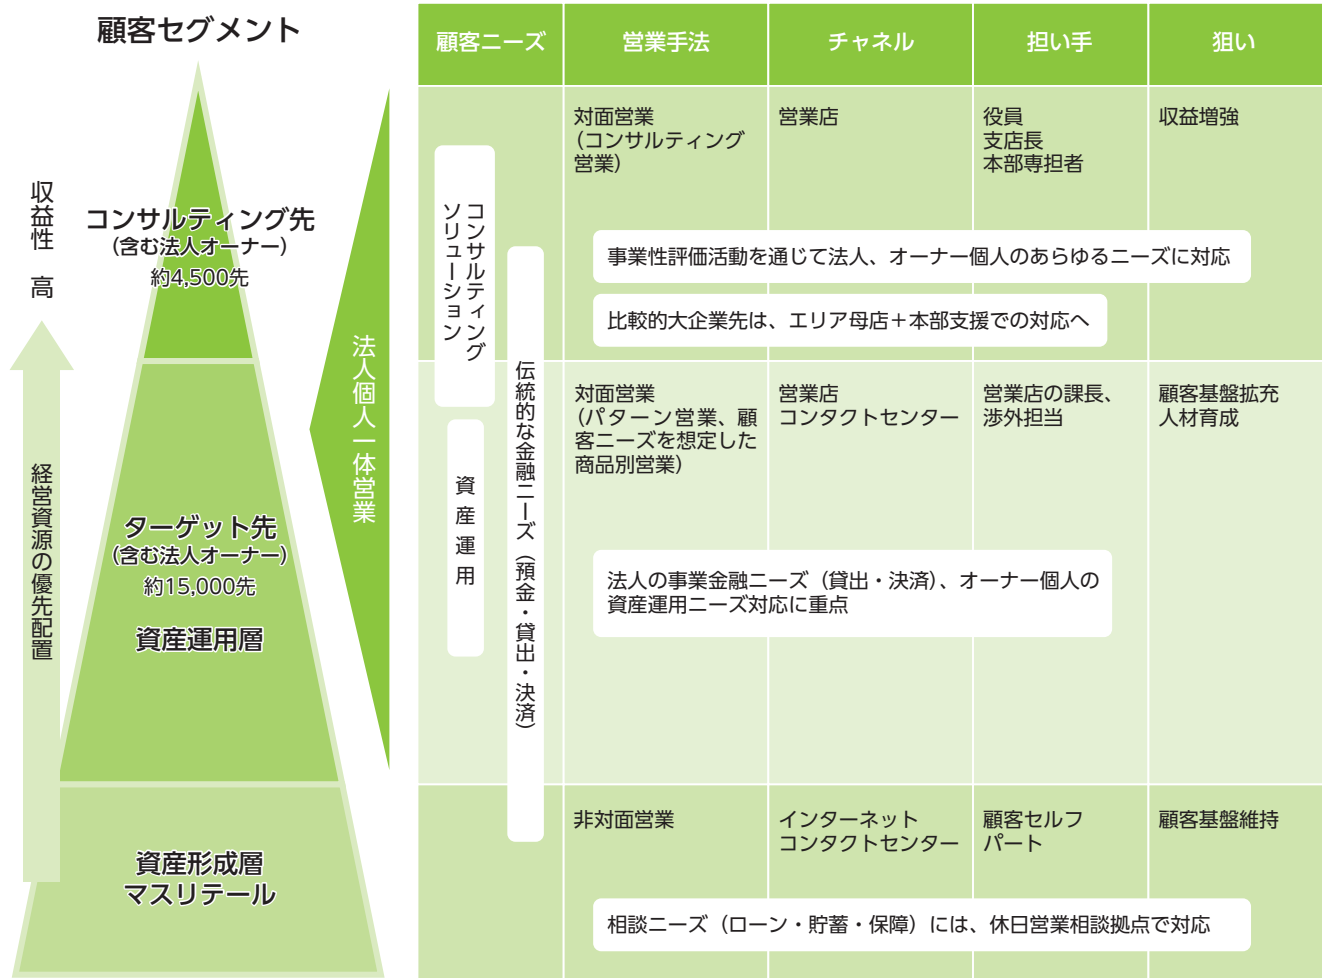 顧客セグメント
収益性 高
経営資源の優先配置
コンサルティング先
(含む法人オーナー)
約4,500先
ターゲット先
(含む法人オーナー)
約15,000先
資産運用層
資産形成層
マスリテール
法人個人一体営業
顧客ニーズ
営業手法
チャネル
担い手
狙い
コンサルティング
ソリューション
資産運用
伝統的な金融ニーズ(預金・貸出・決済)
対面営業
(コンサルティング
営業)
営業店
役員
支店長
本部専担者
収益増強
事業性評価活動を通じて法人、オーナー個人のあらゆるニーズに対応
比較的大企業先は、エリア母店+本部支援での対応へ
対面営業
(パターン営業、顧
客ニーズを想定した
商品別営業)
営業店
コンタクトセンター
営業店の課長、
渉外担当
顧客基盤拡充
人材育成
法人の事業金融ニーズ(貸出・決済)、オーナー個人の
資産運用ニーズ対応に重点
非対面営業
インターネット
コンタクトセンター
顧客セルフ
パート
顧客基盤維持
相談ニーズ(ローン・貯蓄・保障)には、休日営業相談拠点で対応